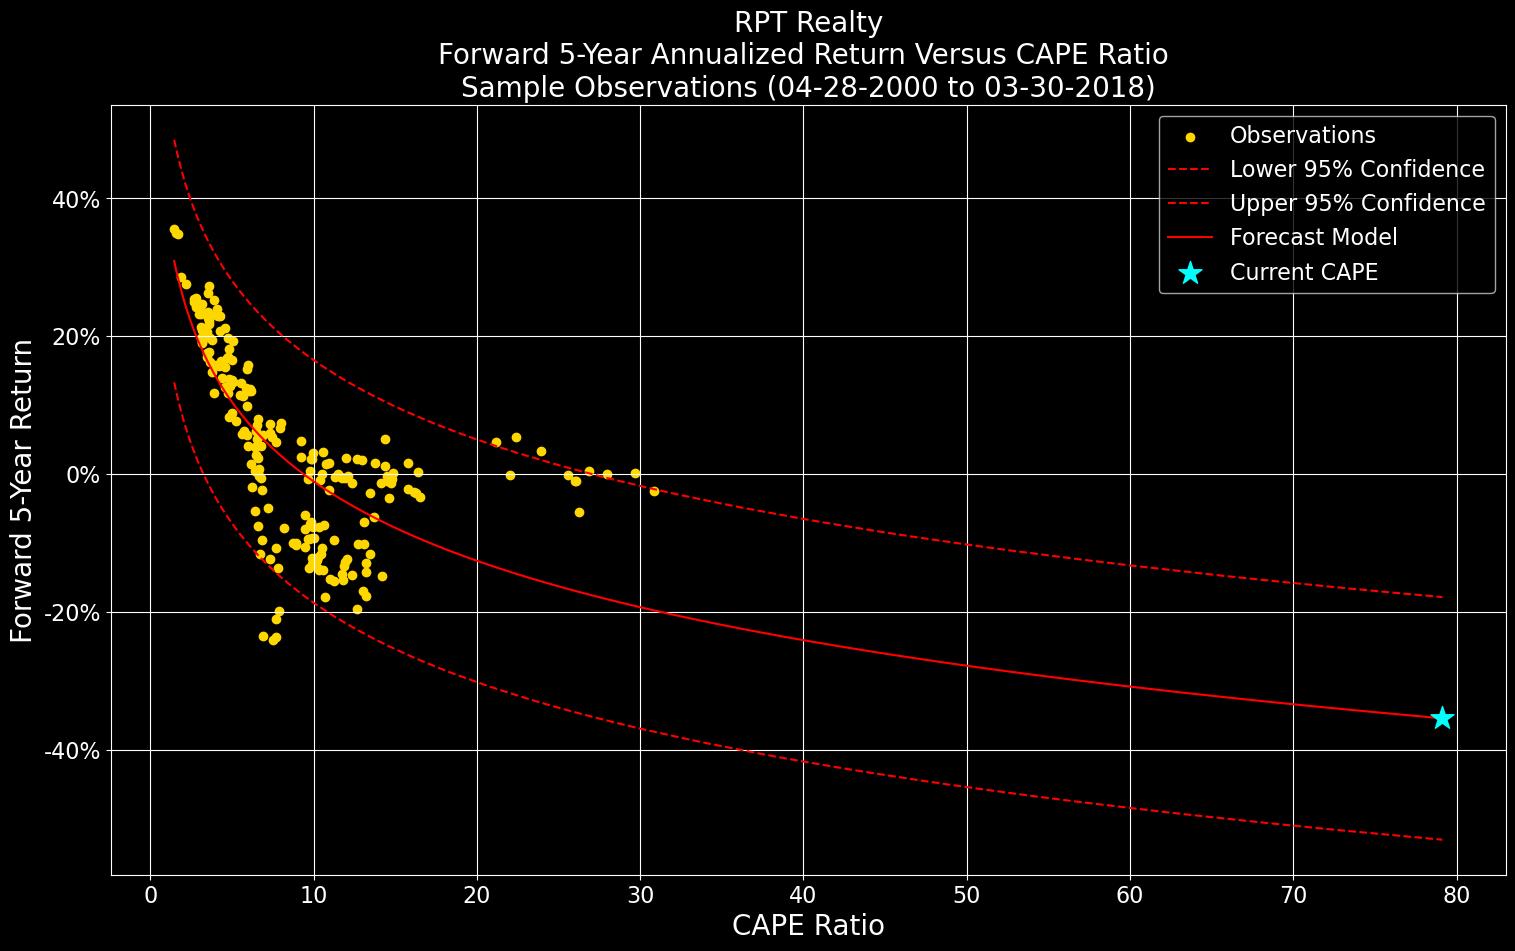 RPT Realty
Forward 5-Year Annualized Return Versus CAPE Ratio
Sample Observations (04-28-2000 to 03-30-2018)
Observations
Lower 95% Confidence
Upper 95% Confidence
Forecast Model
Current CAPE
Forward 5-Year Return
40%
20%
0%
-20%
-40%
0 10 20 30 40 50 60 70 80
CAPE Ratio